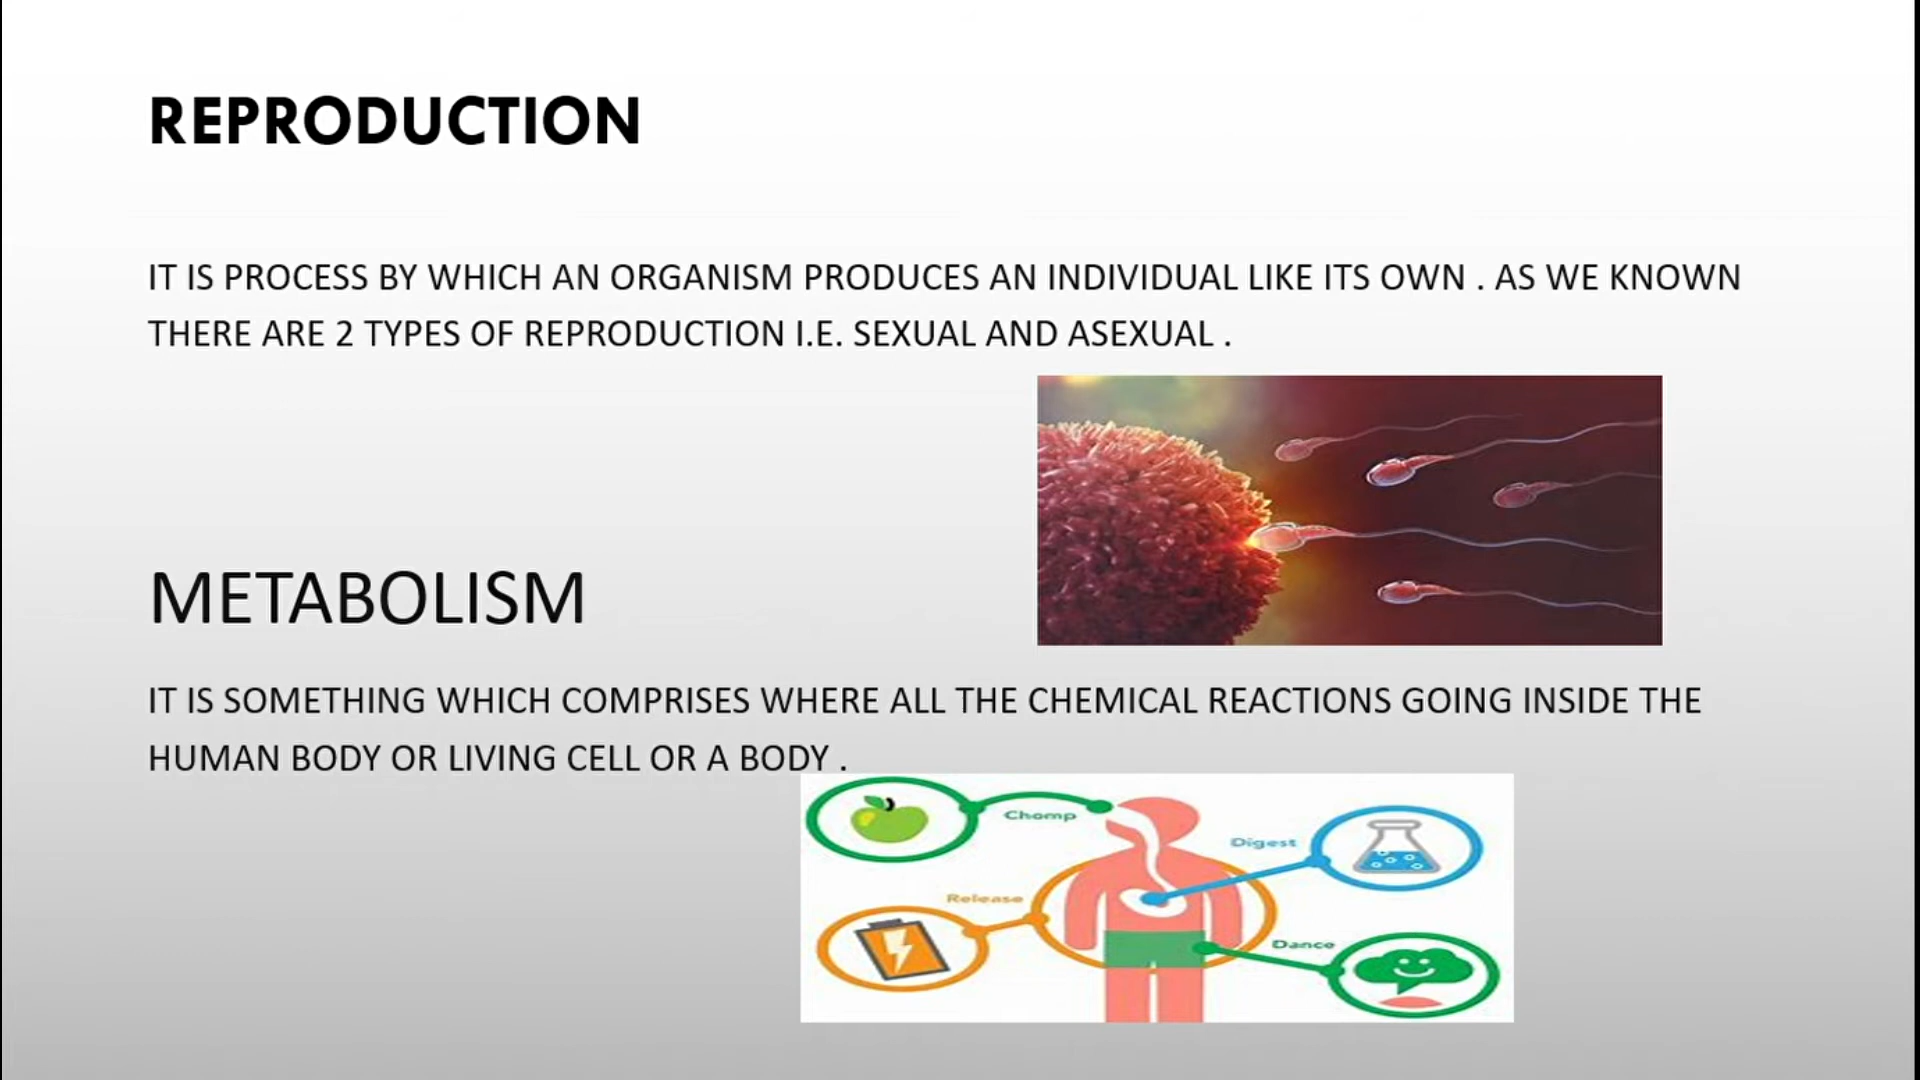 REPRODUCTION
IT IS PROCESS BY WHICH AN ORGANISM PRODUCES AN INDIVIDUAL LIKE ITS OWN . AS WE KNOWN
THERE ARE 2 TYPES OF REPRODUCTION I.E. SEXUAL AND ASEXUAL .
METABOLISM
IT IS SOMETHING WHICH COMPRISES WHERE ALL THE CHEMICAL REACTIONS GOING INSIDE THE
HUMAN BODY OR LIVING CELL OR A BODY .
Chomp
Digest
Release
Dance